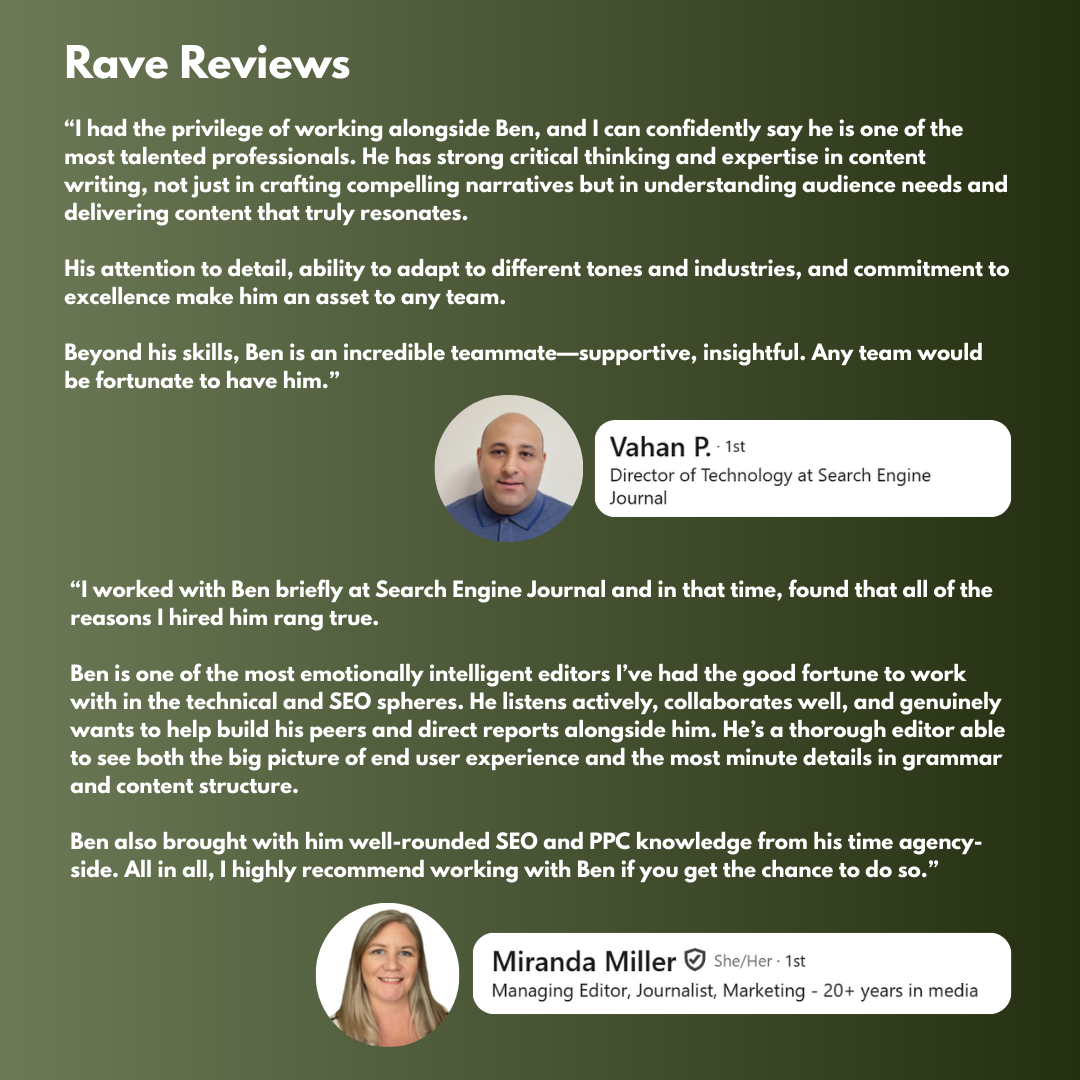 Rave Reviews
“I had the privilege of working alongside Ben, and I can confidently say he is one of the
most talented professionals. He has strong critical thinking and expertise in content
writing, not just in crafting compelling narratives but in understanding audience needs and
delivering content that truly resonates.
His attention to detail, ability to adapt to different tones and industries, and commitment to
excellence make him an asset to any team.
Beyond his skills, Ben is an incredible teammate—supportive, insightful. Any team would
be fortunate to have him.”
Vahan P. · 1st
Director of Technology at Search Engine
Journal
“I worked with Ben briefly at Search Engine Journal and in that time, found that all of the
reasons I hired him rang true.
Ben is one of the most emotionally intelligent editors I’ve had the good fortune to work
with in the technical and SEO spheres. He listens actively, collaborates well, and genuinely
wants to help build his peers and direct reports alongside him. He’s a thorough editor able
to see both the big picture of end user experience and the most minute details in grammar
and content structure.
Ben also brought with him well-rounded SEO and PPC knowledge from his time agency-
side. All in all, I highly recommend working with Ben if you get the chance to do so.”
Miranda Miller She/Her · 1st
Managing Editor, Journalist, Marketing - 20+ years in media